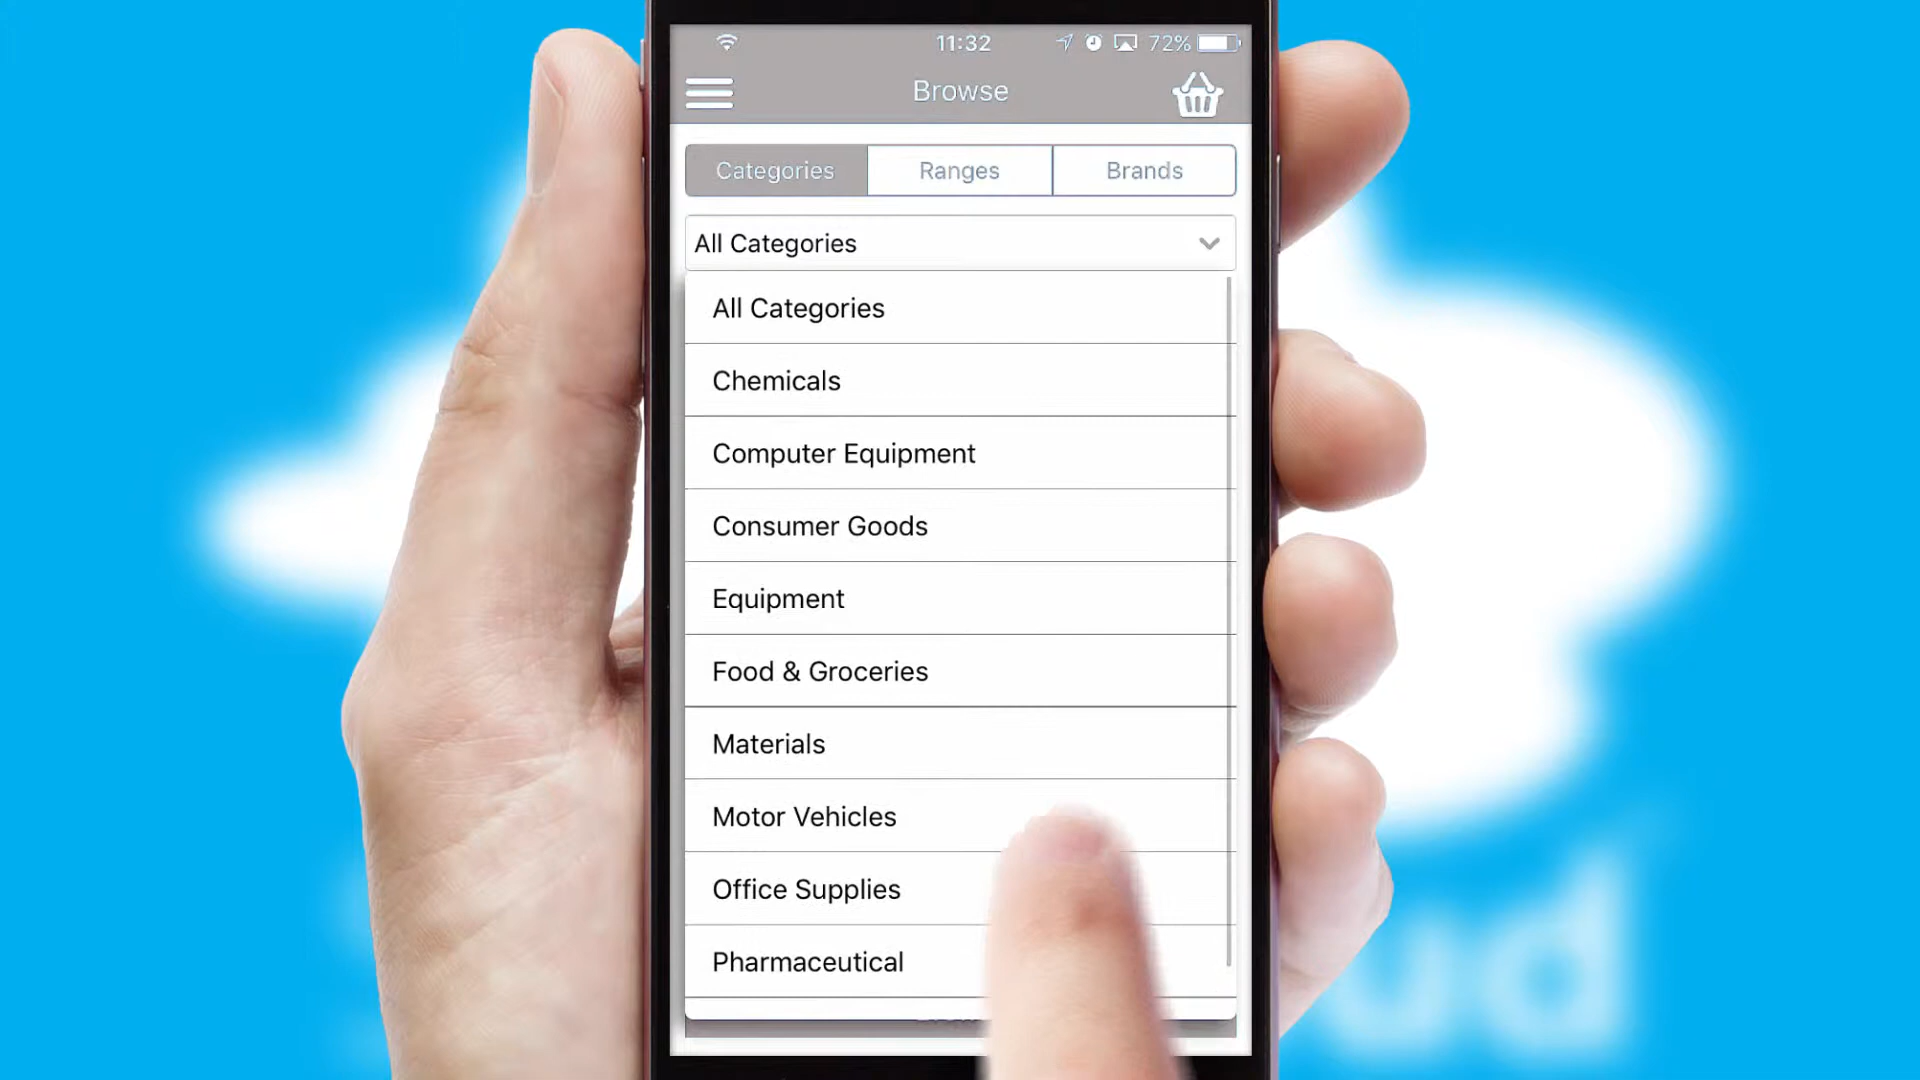 11:32
72%
Browse
Categories
Ranges
Brands
All Categories
All Categories
Chemicals
Computer Equipment
Consumer Goods
Equipment
Food & Groceries
Materials
Motor Vehicles
Office Supplies
Pharmaceutical
ud